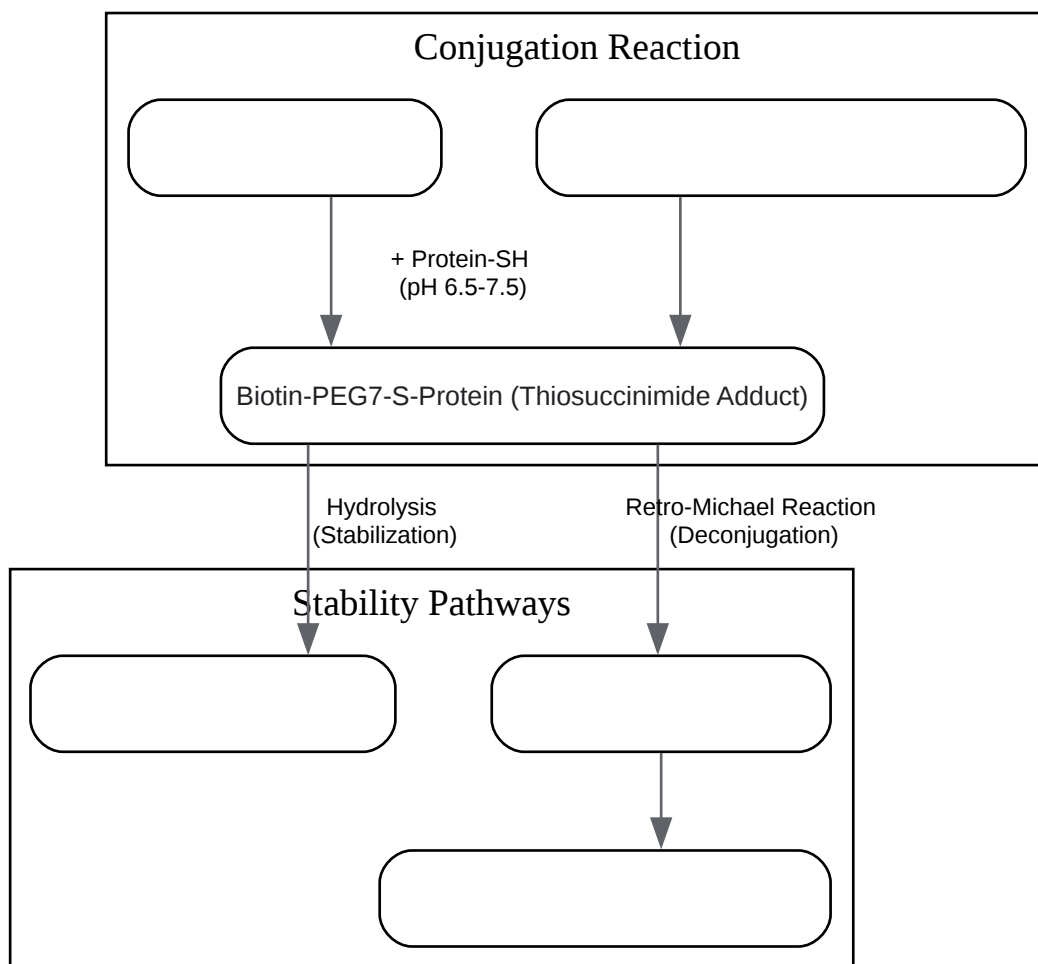 Conjugation Reaction
+ Protein-SH
(pH 6.5-7.5)
Biotin-PEG7-S-Protein (Thiosuccinimide Adduct)
Hydrolysis
(Stabilization)
Retro-Michael Reaction
(Deconjugation)
Stability Pathways